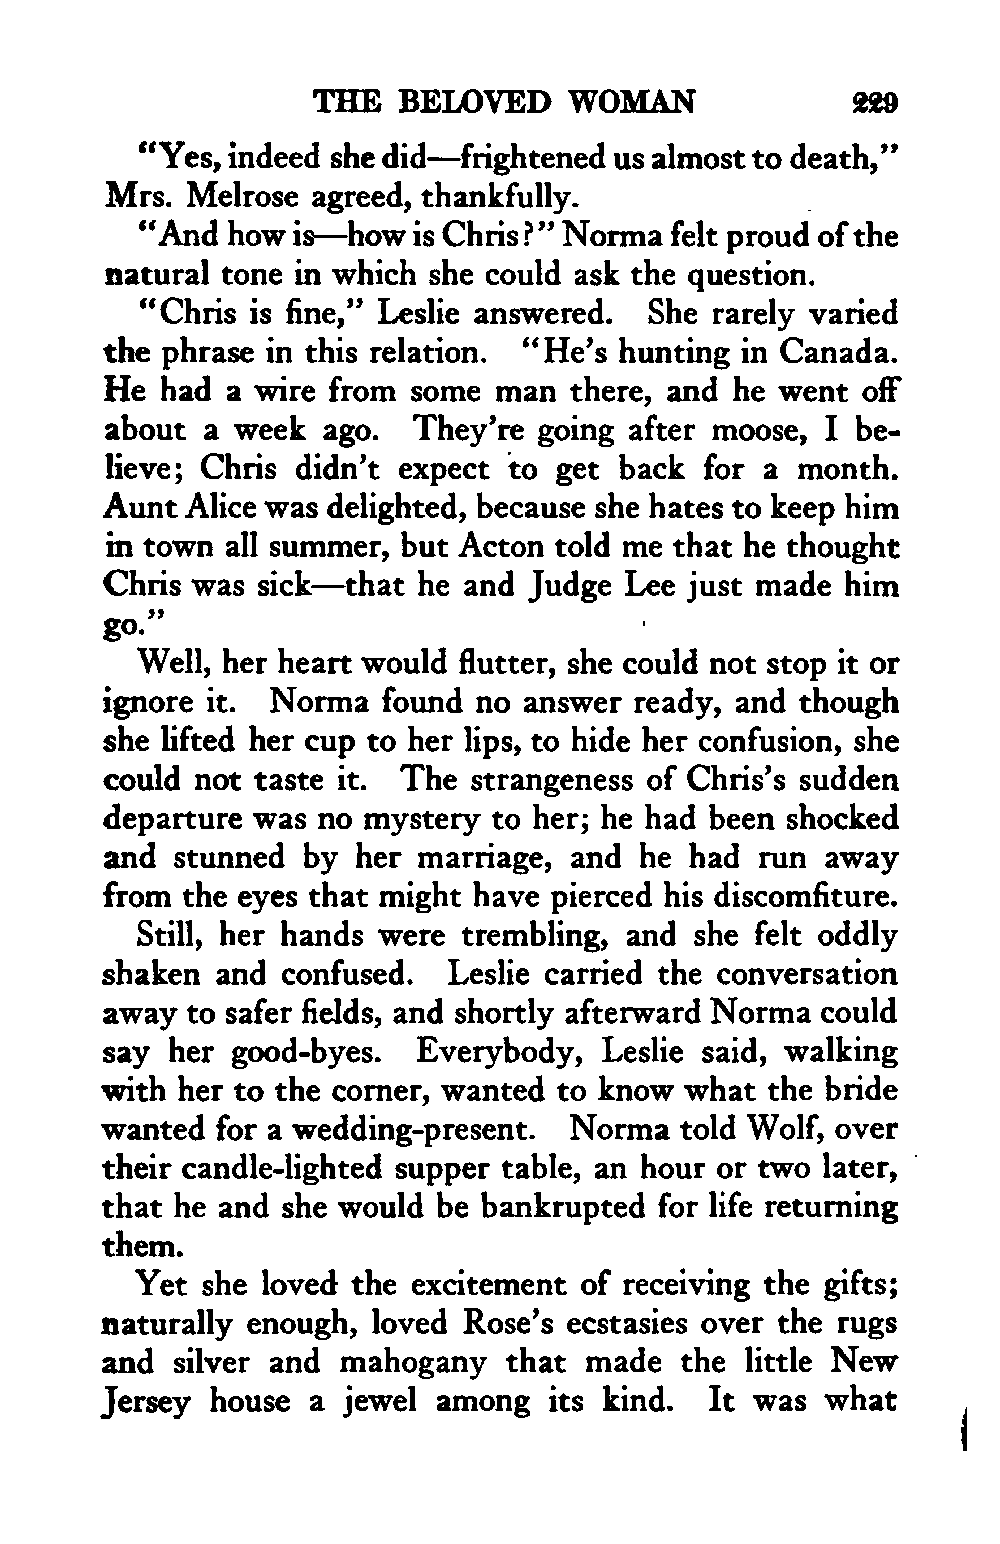 THE BELOVED WOMAN 229
“Yes, indeed she did—frightened us almost to death,”
Mrs. Melrose agreed, thankfully.
“And how is—how is Chris?” Norma felt proud of the
natural tone in which she could ask the question.
“Chris is fine,” Leslie answered. She rarely varied
the phrase in this relation. “He’s hunting in Canada.
He had a wire from some man there, and he went off
about a week ago. They’re going after moose, I be-
lieve; Chris didn’t expect to get back for a month.
Aunt Alice was delighted, because she hates to keep him
in town all summer, but Acton told me that he thought
Chris was sick—that he and Judge Lee just made him
go.”
Well, her heart would flutter, she could not stop it or
ignore it. Norma found no answer ready, and though
she lifted her cup to her lips, to hide her confusion, she
could not taste it. The strangeness of Chris’s sudden
departure was no mystery to her; he had been shocked
and stunned by her marriage, and he had run away
from the eyes that might have pierced his discomfiture.
Still, her hands were trembling, and she felt oddly
shaken and confused. Leslie carried the conversation
away to safer fields, and shortly afterward Norma could
say her good-byes. Everybody, Leslie said, walking
with her to the corner, wanted to know what the bride
wanted for a wedding-present. Norma told Wolf, over
their candle-lighted supper table, an hour or two later,
that he and she would be bankrupted for life returning
them.
Yet she loved the excitement of receiving the gifts;
naturally enough, loved Rose’s ecstasies over the rugs
and silver and mahogany that made the little New
Jersey house a jewel among its kind. It was what